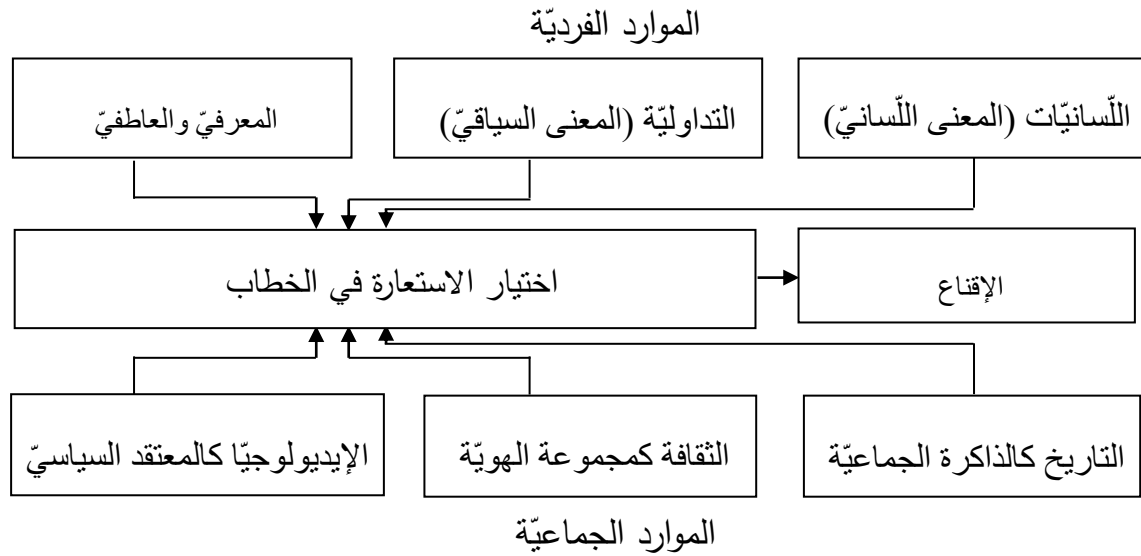 الموارد الفرديّة
اللّسانيّات (المعنى اللّسانيّ)
التداوليّة (المعنى السياقيّ)
المعرفيّ والعاطفيّ
اختيار الاستعارة في الخطاب
الإقناع
التاريخ كالذاكرة الجماعيّة
الثقافة كمجموعة الهويّة
الإيديولوجيّا كالمعتقد السياسيّ
الموارد الجماعيّة